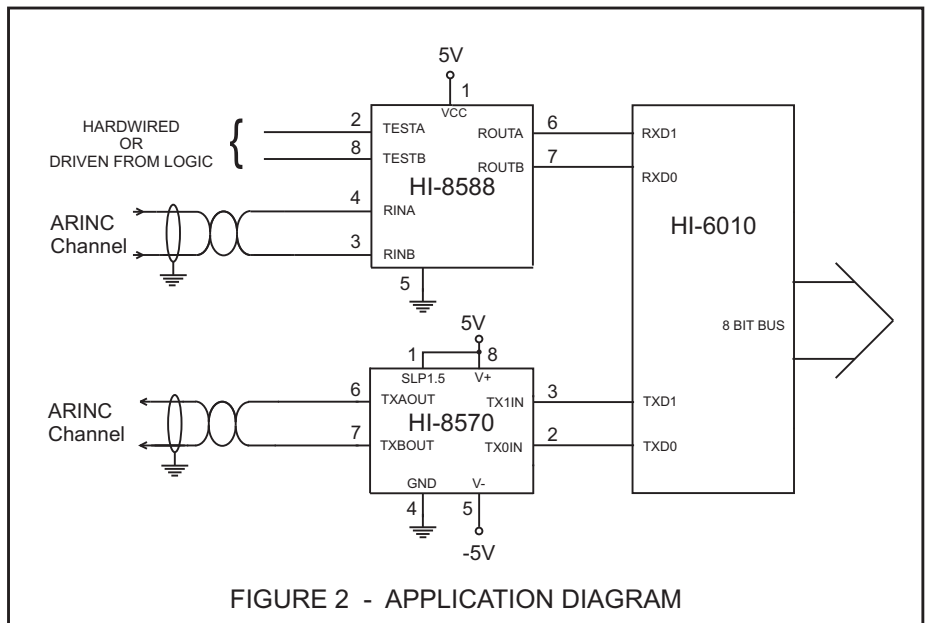 5V
1
VCC
HARDWIRED
OR
DRIVEN FROM LOGIC
{
2
TESTA
8
TESTB
ROUTA
6
RXD1
ROUTB
7
RXD0
HI-8588
HI-6010
ARINC
Channel
4
RINA
3
RINB
5
8 BIT BUS
5V
1
8
SLP1.5
V+
ARINC
Channel
6
TXAOUT
7
TXBOUT
HI-8570
TX1IN
3
TXD1
TX0IN
2
TXD0
GND
V-
4
5
-5V
FIGURE 2 - APPLICATION DIAGRAM